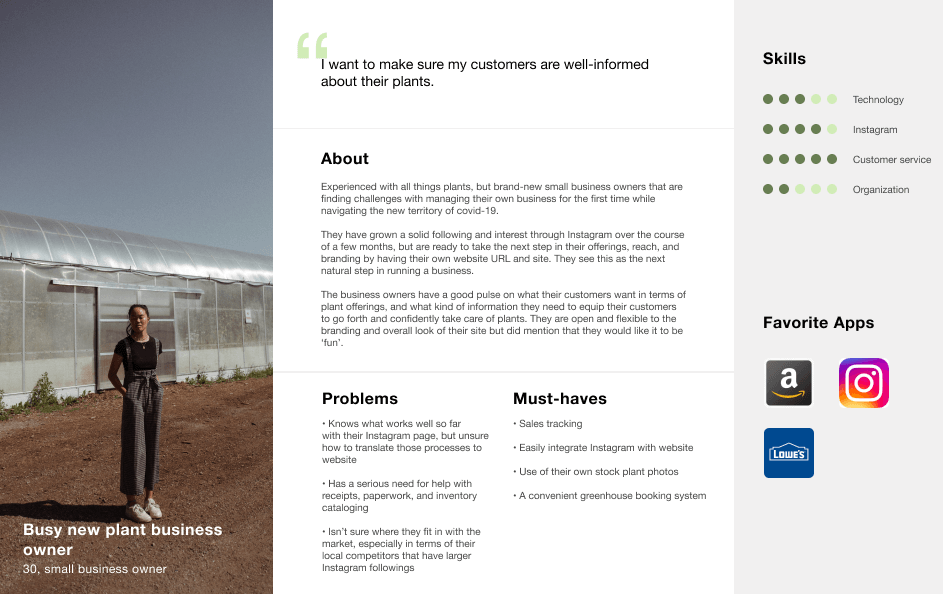 I want to make sure my customers are well-informed
about their plants.
About
Experienced with all things plants, but brand-new small business owners that are
finding challenges with managing their own business for the first time while
navigating the new territory of covid-19.
They have grown a solid following and interest through Instagram over the course
of a few months, but are ready to take the next step in their offerings, reach, and
branding by having their own website URL and site. They see this as the next
natural step in running a business.
The business owners have a good pulse on what their customers want in terms of
plant offerings, and what kind of information they need to equip their customers
to go forth and confidently take care of plants. They are open and flexible to the
branding and overall look of their site but did mention that they would like it to be
‘fun’.
Problems
• Knows what works well so far
with their Instagram page, but unsure
how to translate those processes to
website
• Has a serious need for help with
receipts, paperwork, and inventory
cataloging
• Isn’t sure where they fit in with the
market, especially in terms of their
local competitors that have larger
Instagram followings
Must-haves
• Sales tracking
• Easily integrate Instagram with website
• Use of their own stock plant photos
• A convenient greenhouse booking system
Skills
Technology
Instagram
Customer service
Organization
Favorite Apps
a
LOWE'S
Busy new plant business
owner
30, small business owner